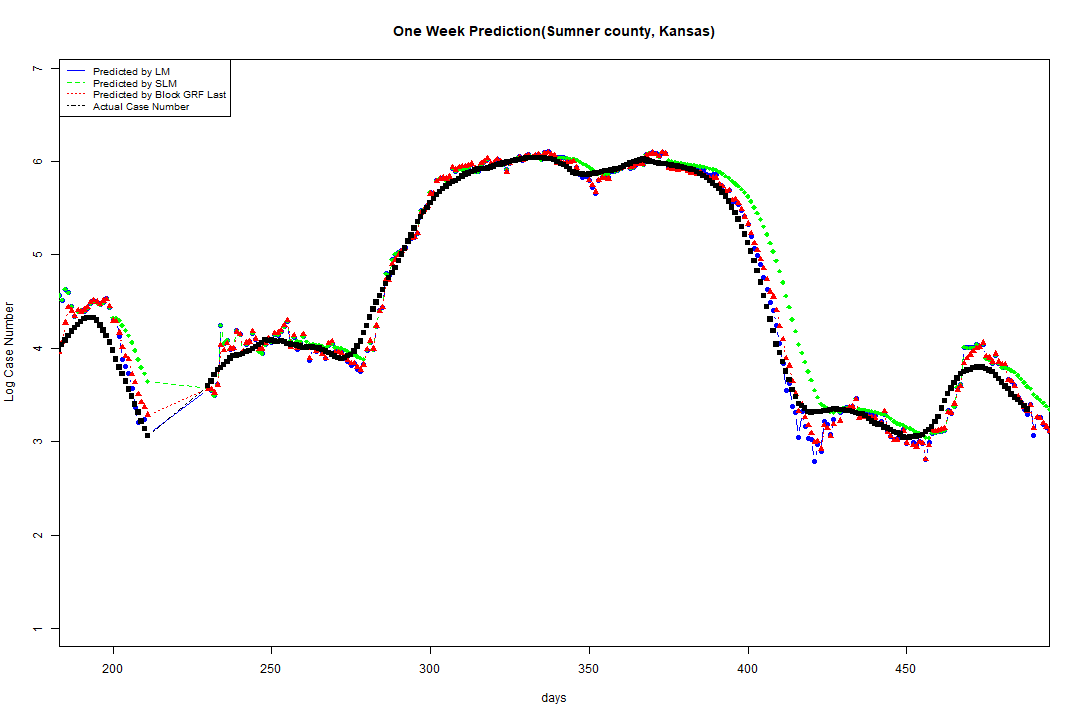 One Week Prediction(Sumner county, Kansas)
Predicted by LM
Predicted by SLM
Predicted by Block GRF Last
Actual Case Number
7
6
5
4
3
2
1
Log Case Number
200 250 300 350 400 450
days